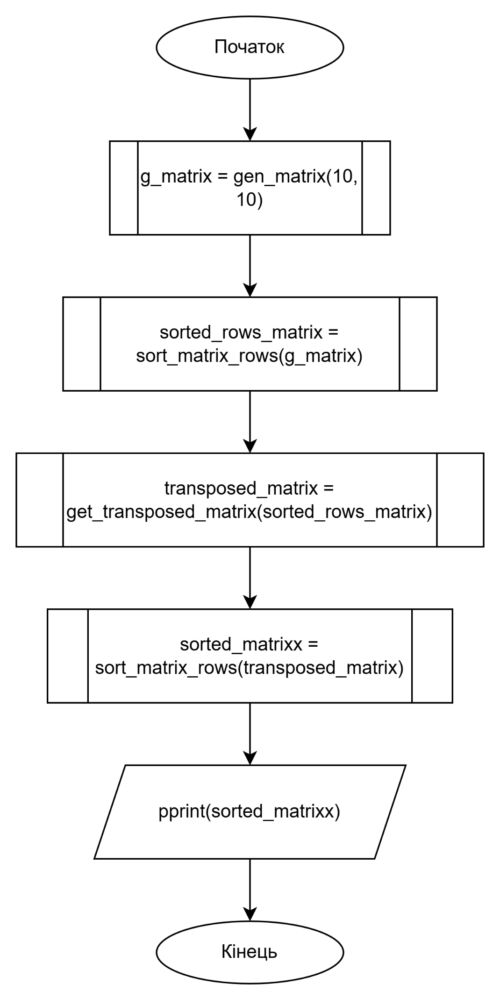 Початок
g_matrix = gen_matrix(10,
10)
sorted_rows_matrix =
sort_matrix_rows(g_matrix)
transposed_matrix =
get_transposed_matrix(sorted_rows_matrix)
sorted_matrixx =
sort_matrix_rows(transposed_matrix)
pprint(sorted_matrixx)
Кінець